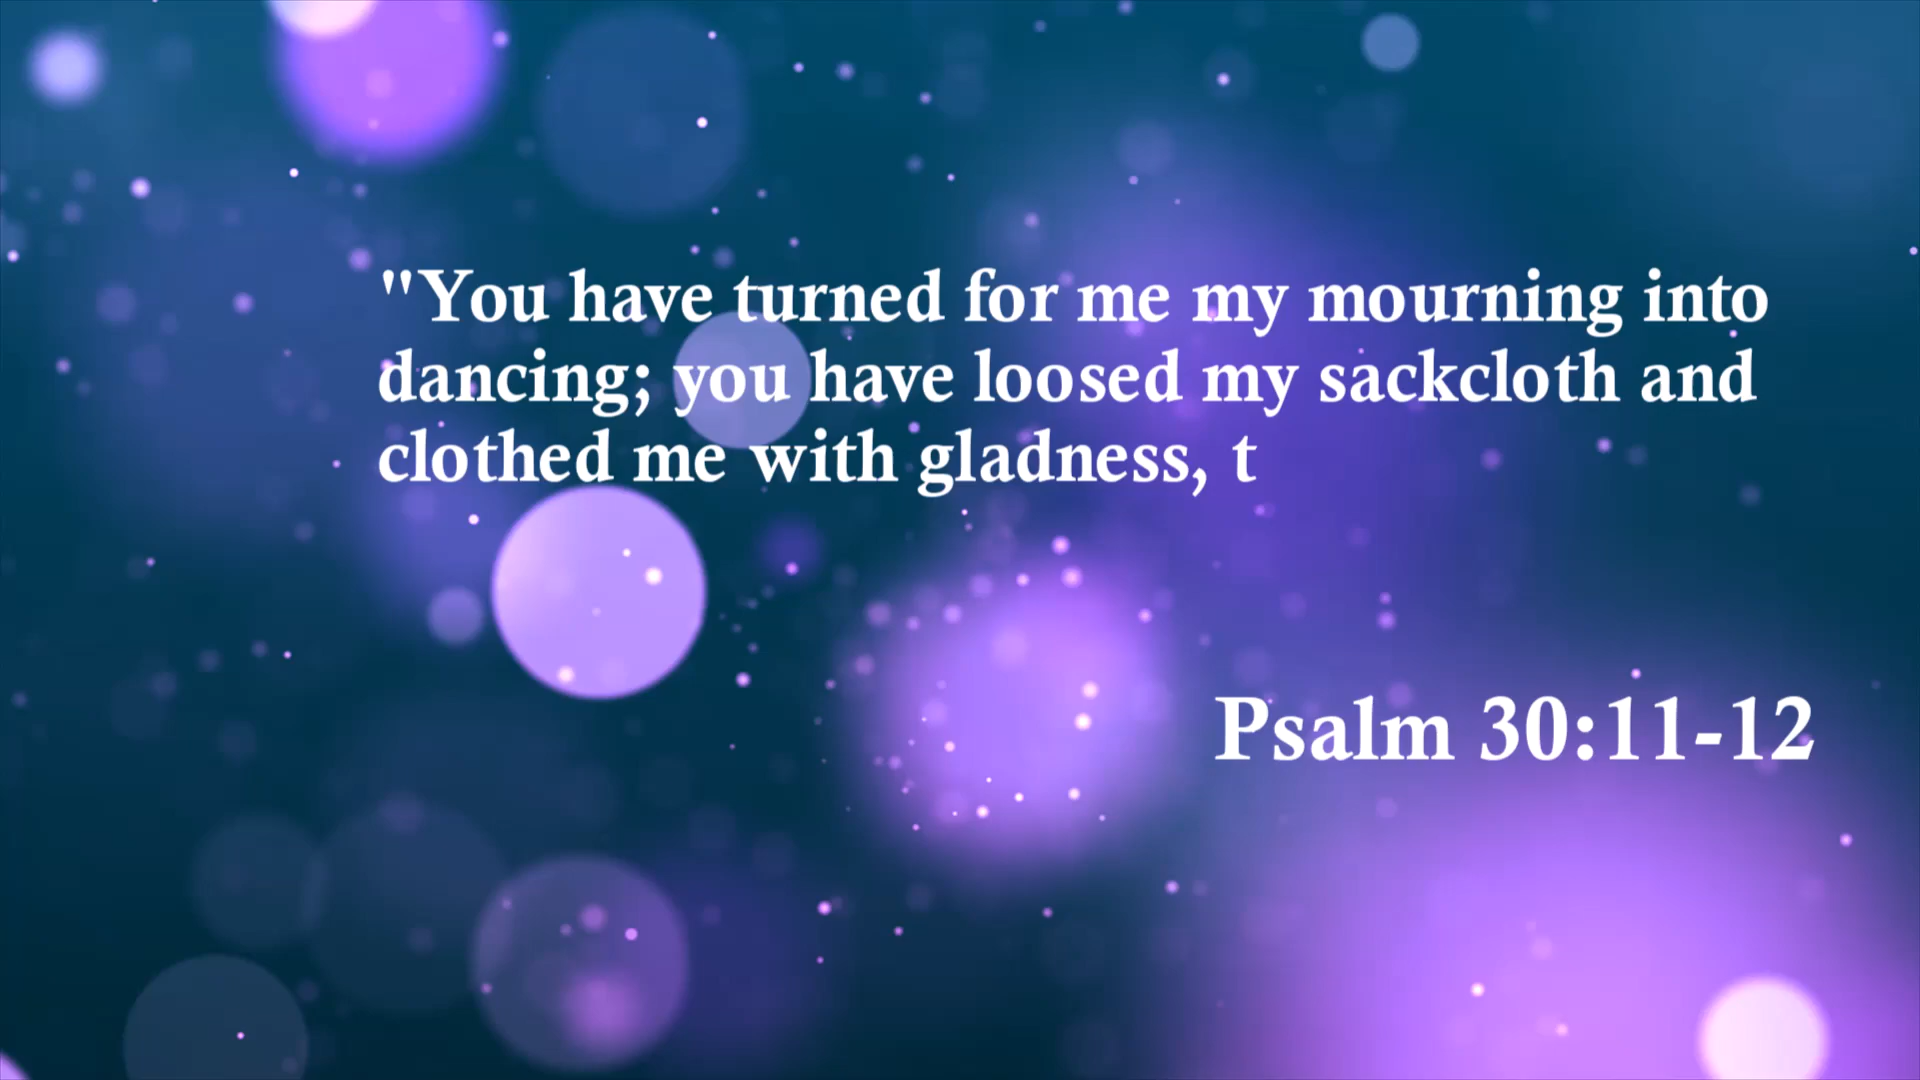 "You have turned for me my mourning into
dancing; you have loosed my sackcloth and
clothed me with gladness, t
Psalm 30:11-12